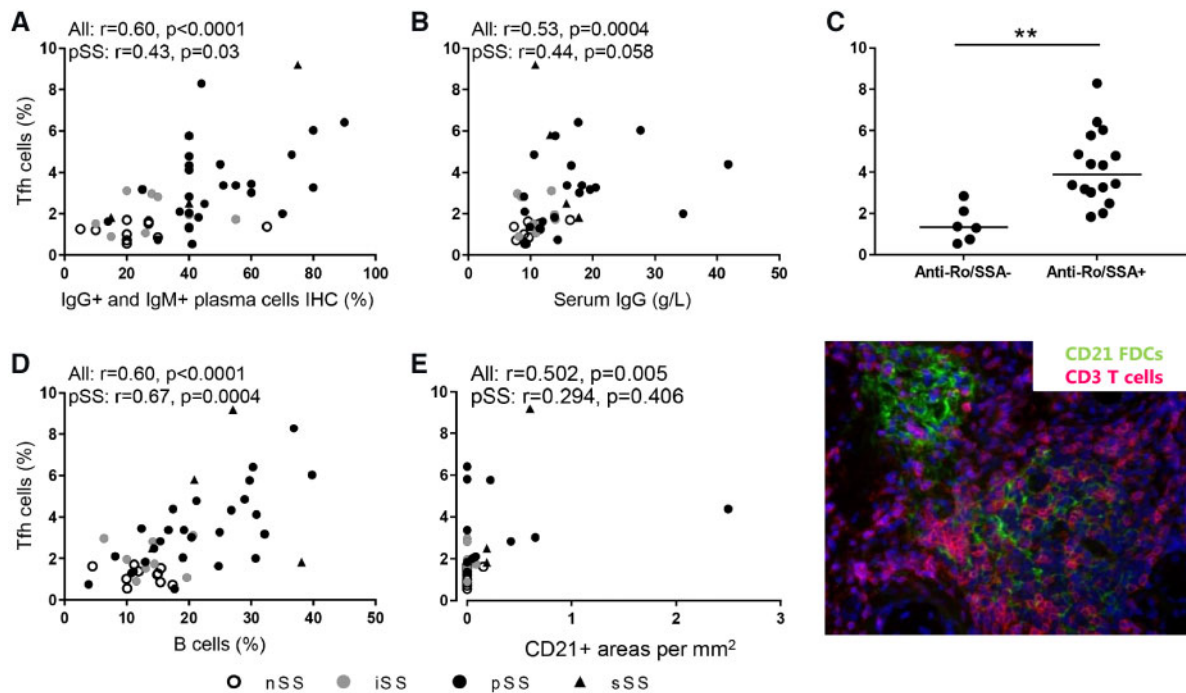 A
All: r=0.60, p<0.0001
pSS: r=0.43, p=0.03
10
8
6
4
2
0
Tfh cells (%)
0 20 40 60 80 100
IgG+ and IgM+ plasma cells IHC (%)
B
All: r=0.53, p=0.0004
pSS: r=0.44, p=0.058
10
8
6
4
2
0
0 10 20 30 40 50
Serum IgG (g/L)
C
**
10
8
6
4
2
0
Anti-Ro/SSA- Anti-Ro/SSA+
D
All: r=0.60, p<0.0001
pSS: r=0.67, p=0.0004
10
8
6
4
2
0
Tfh cells (%)
0 10 20 30 40 50
B cells (%)
E
All: r=0.502, p=0.005
pSS: r=0.294, p=0.406
10
8
6
4
2
0
0 1 2 3
CD21+ areas per mm²
CD21 FDCs
CD3 T cells
nSS iSS pSS sSS